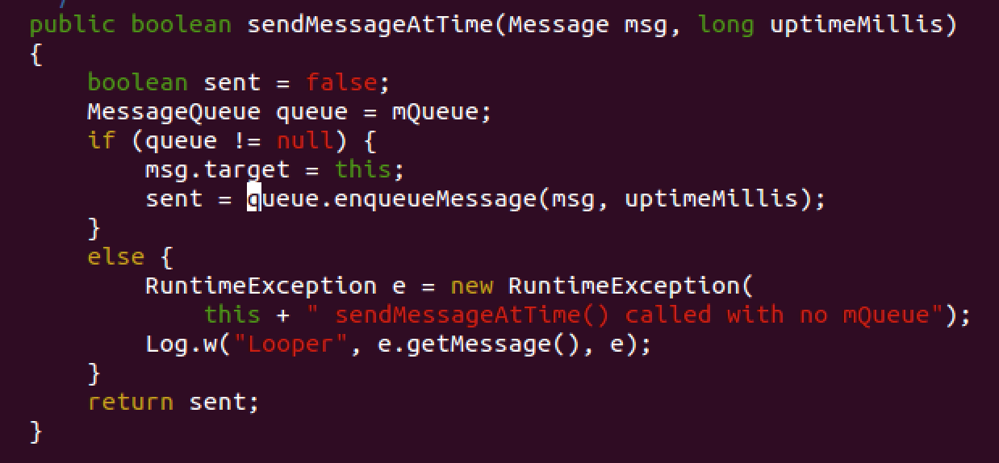 public boolean sendMessageAtTime(Message msg, long uptimeMillis)
{
    boolean sent = false;
    MessageQueue queue = mQueue;
    if (queue != null) {
        msg.target = this;
        sent = queue.enqueueMessage(msg, uptimeMillis);
    }
    else {
        RuntimeException e = new RuntimeException(
            this + " sendMessageAtTime() called with no mQueue");
        Log.w("Looper", e.getMessage(), e);
    }
    return sent;
}